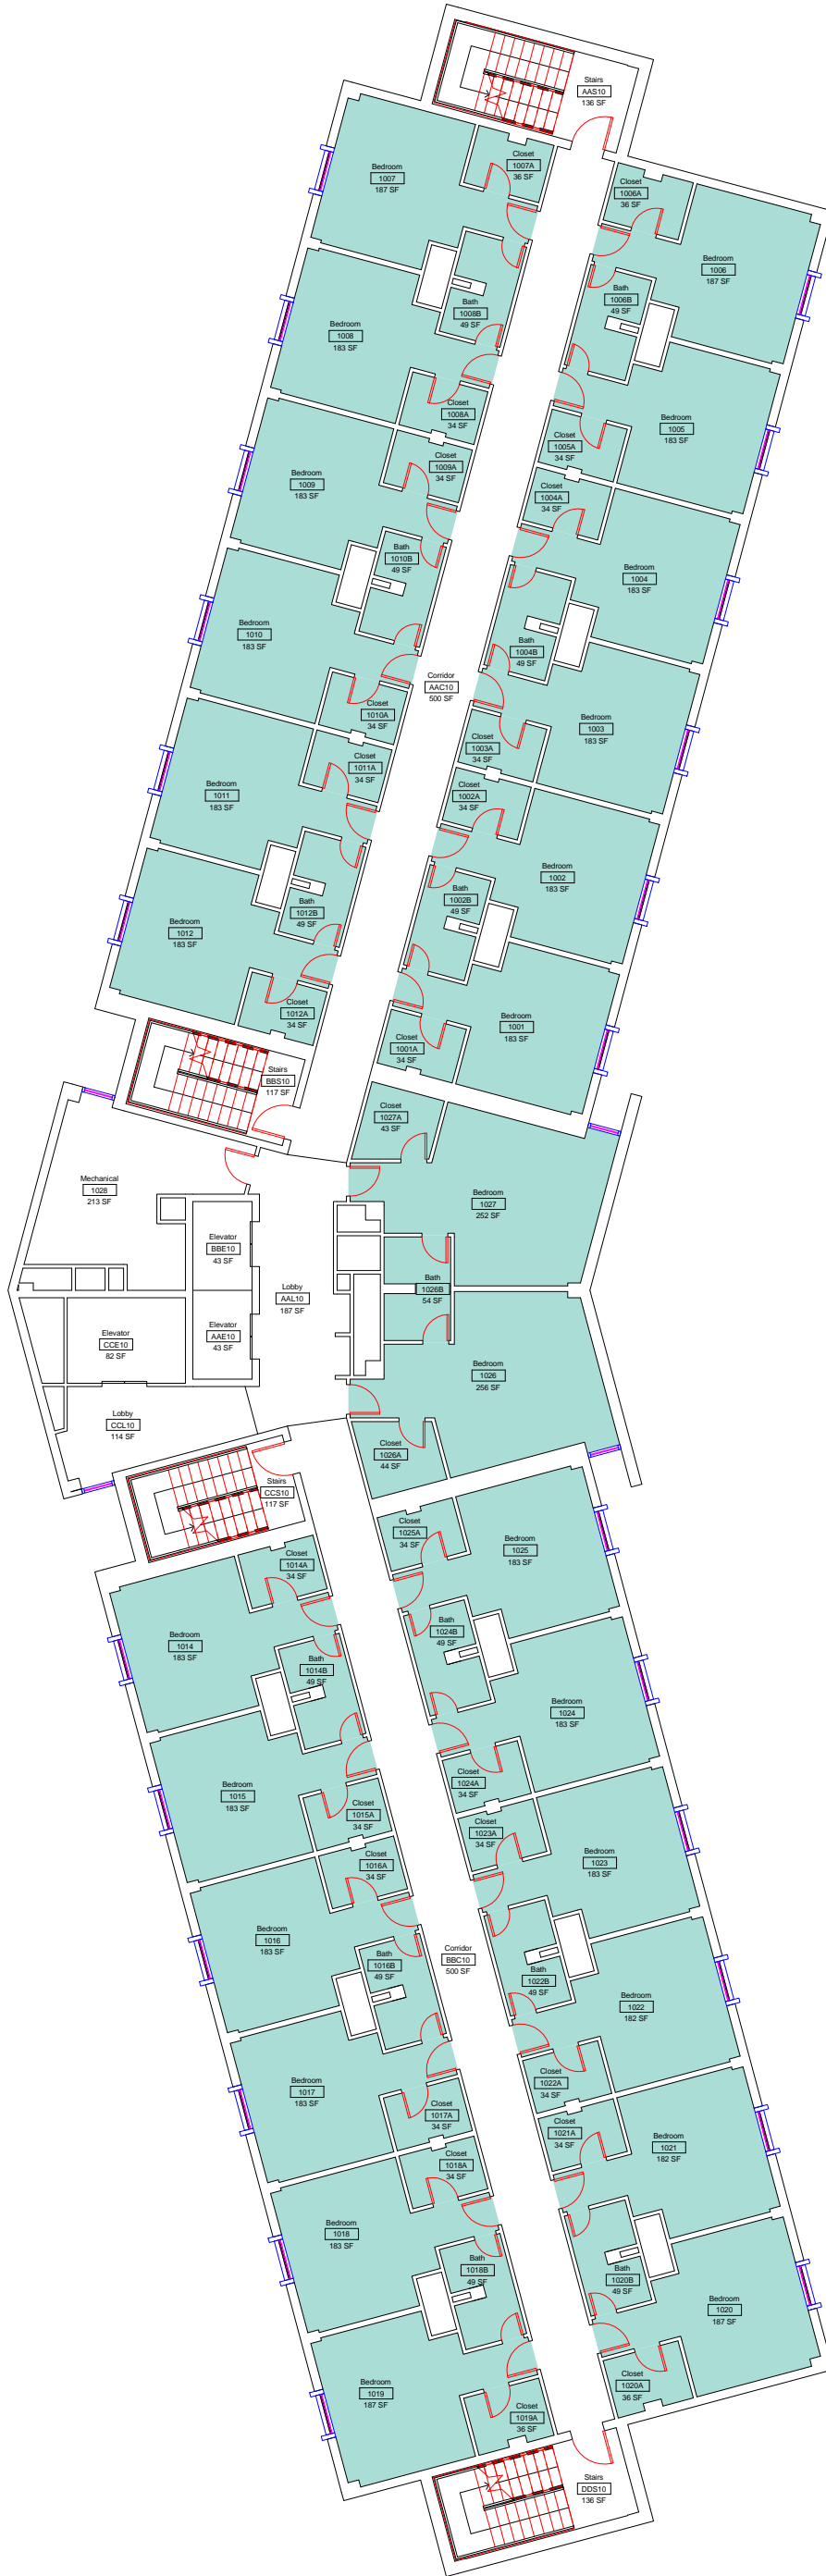 Stairs
AAS10
136 SF
Closet
1007A
36 SF
Bedroom
1007
187 SF
Closet
1006A
36 SF
Bedroom
1006
187 SF
Bath
1008B
49 SF
Bath
1006B
49 SF
Bedroom
1008
183 SF
Closet
1008A
34 SF
Bedroom
1005
183 SF
Closet
1005A
34 SF
Closet
1009A
34 SF
Bedroom
1009
183 SF
Closet
1004A
34 SF
Bedroom
1004
183 SF
Bath
1010B
49 SF
Bedroom
1010
183 SF
Bath
1004B
49 SF
Corridor
AAC10
500 SF
Closet
1010A
34 SF
Bedroom
1003
183 SF
Closet
1003A
34 SF
Closet
1011A
34 SF
Bedroom
1011
183 SF
Closet
1002A
34 SF
Bedroom
1002
183 SF
Bath
1002B
49 SF
Bath
1012B
49 SF
Bedroom
1012
183 SF
Closet
1012A
34 SF
Bedroom
1001
183 SF
Closet
1001A
34 SF
Stairs
BBS10
117 SF
Closet
1027A
43 SF
Mechanical
1028
213 SF
Bedroom
1027
252 SF
Elevator
BBE10
43 SF
Lobby
AAL10
187 SF
Bath
1026B
54 SF
Elevator
CCE10
82 SF
Elevator
AAE10
43 SF
Bedroom
1026
256 SF
Lobby
CCL10
114 SF
Closet
1026A
44 SF
Stairs
CCS10
117 SF
Closet
1025A
34 SF
Bedroom
1025
183 SF
Closet
1014A
34 SF
Bedroom
1014
183 SF
Bath
1014B
49 SF
Bath
1024B
49 SF
Bedroom
1024
183 SF
Closet
1024A
34 SF
Bedroom
1015
183 SF
Closet
1015A
34 SF
Closet
1023A
34 SF
Bedroom
1023
183 SF
Closet
1016A
34 SF
Bedroom
1016
183 SF
Bath
1016B
49 SF
Corridor
BBC10
500 SF
Bath
1022B
49 SF
Bedroom
1022
182 SF
Closet
1022A
34 SF
Bedroom
1017
183 SF
Closet
1017A
34 SF
Closet
1021A
34 SF
Bedroom
1021
182 SF
Closet
1018A
34 SF
Bedroom
1018
183 SF
Bath
1018B
49 SF
Bath
1020B
49 SF
Bedroom
1020
187 SF
Closet
1020A
36 SF
Bedroom
1019
187 SF
Closet
1019A
36 SF
Stairs
DDS10
136 SF